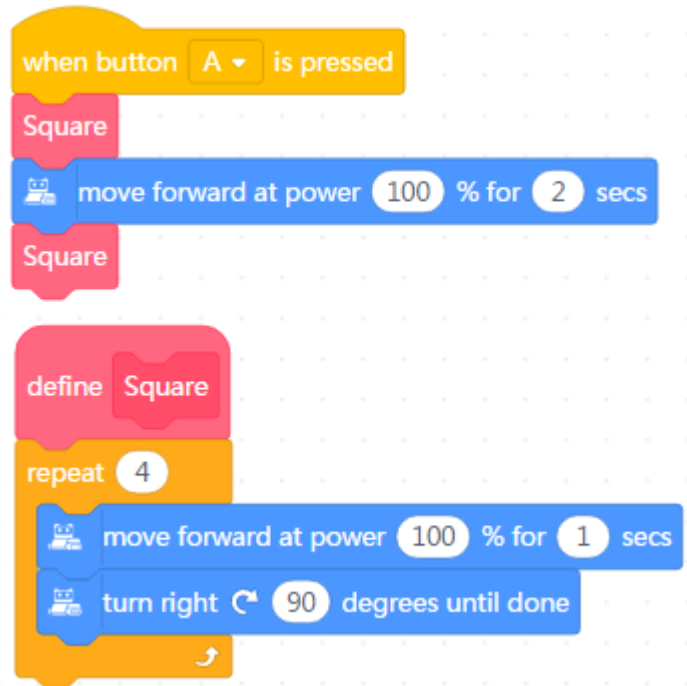 when button A is pressed
Square
move forward at power 100 % for 2 secs
Square
define Square
repeat 4
move forward at power 100 % for 1 secs
turn right 90 degrees until done